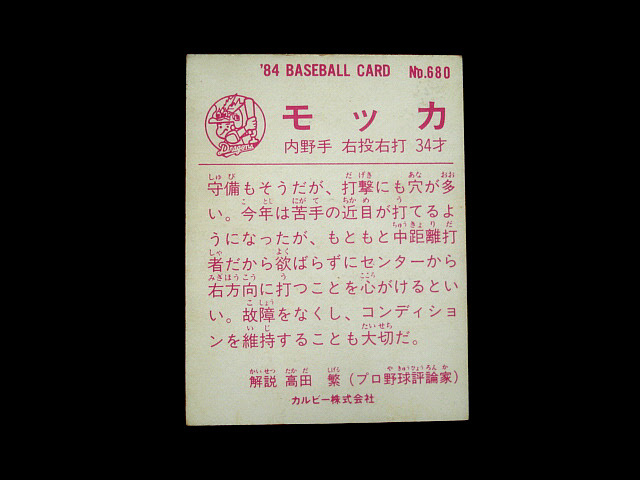 '84 BASEBALL CARD No.680
Dragons
モッカ
内野手 右投右打 34才
守備もそうだが、打撃にも穴が多
い。今年は苦手の近目が打てるよ
うになったが、もともと中距離打
者だから欲ばらずにセンターから
右方向に打つことを心がけるとい
い。故障をなくし、コンディショ
ンを維持することも大切だ。
解説 高田 繁(プロ野球評論家)
カルビー株式会社